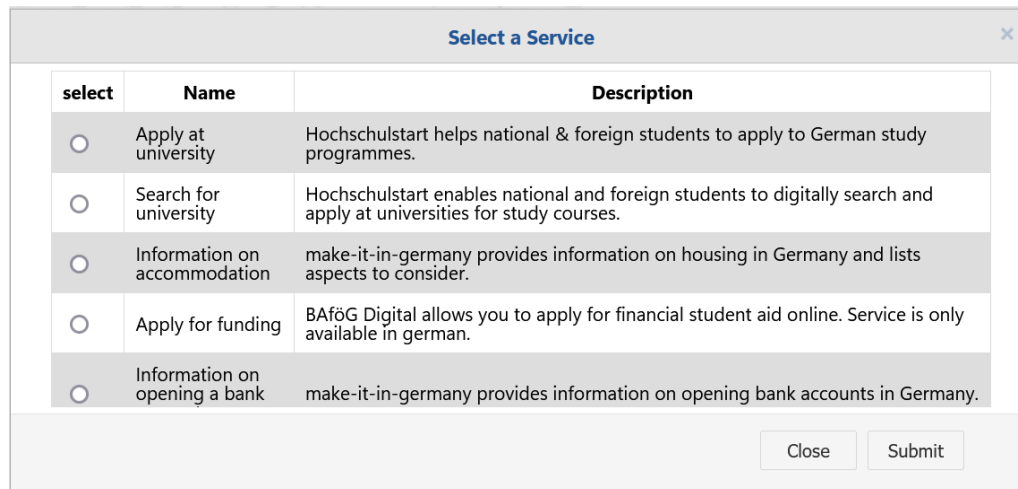 Select a Service
×
select Name Description
Apply at
university
Hochschulstart helps national & foreign students to apply to German study
programmes.
Search for
university
Hochschulstart enables national and foreign students to digitally search and
apply at universities for study courses.
Information on
accommodation
make-it-in-germany provides information on housing in Germany and lists
aspects to consider.
Apply for funding
BAföG Digital allows you to apply for financial student aid online. Service is only
available in german.
Information on
opening a bank
make-it-in-germany provides information on opening bank accounts in Germany.
Close Submit